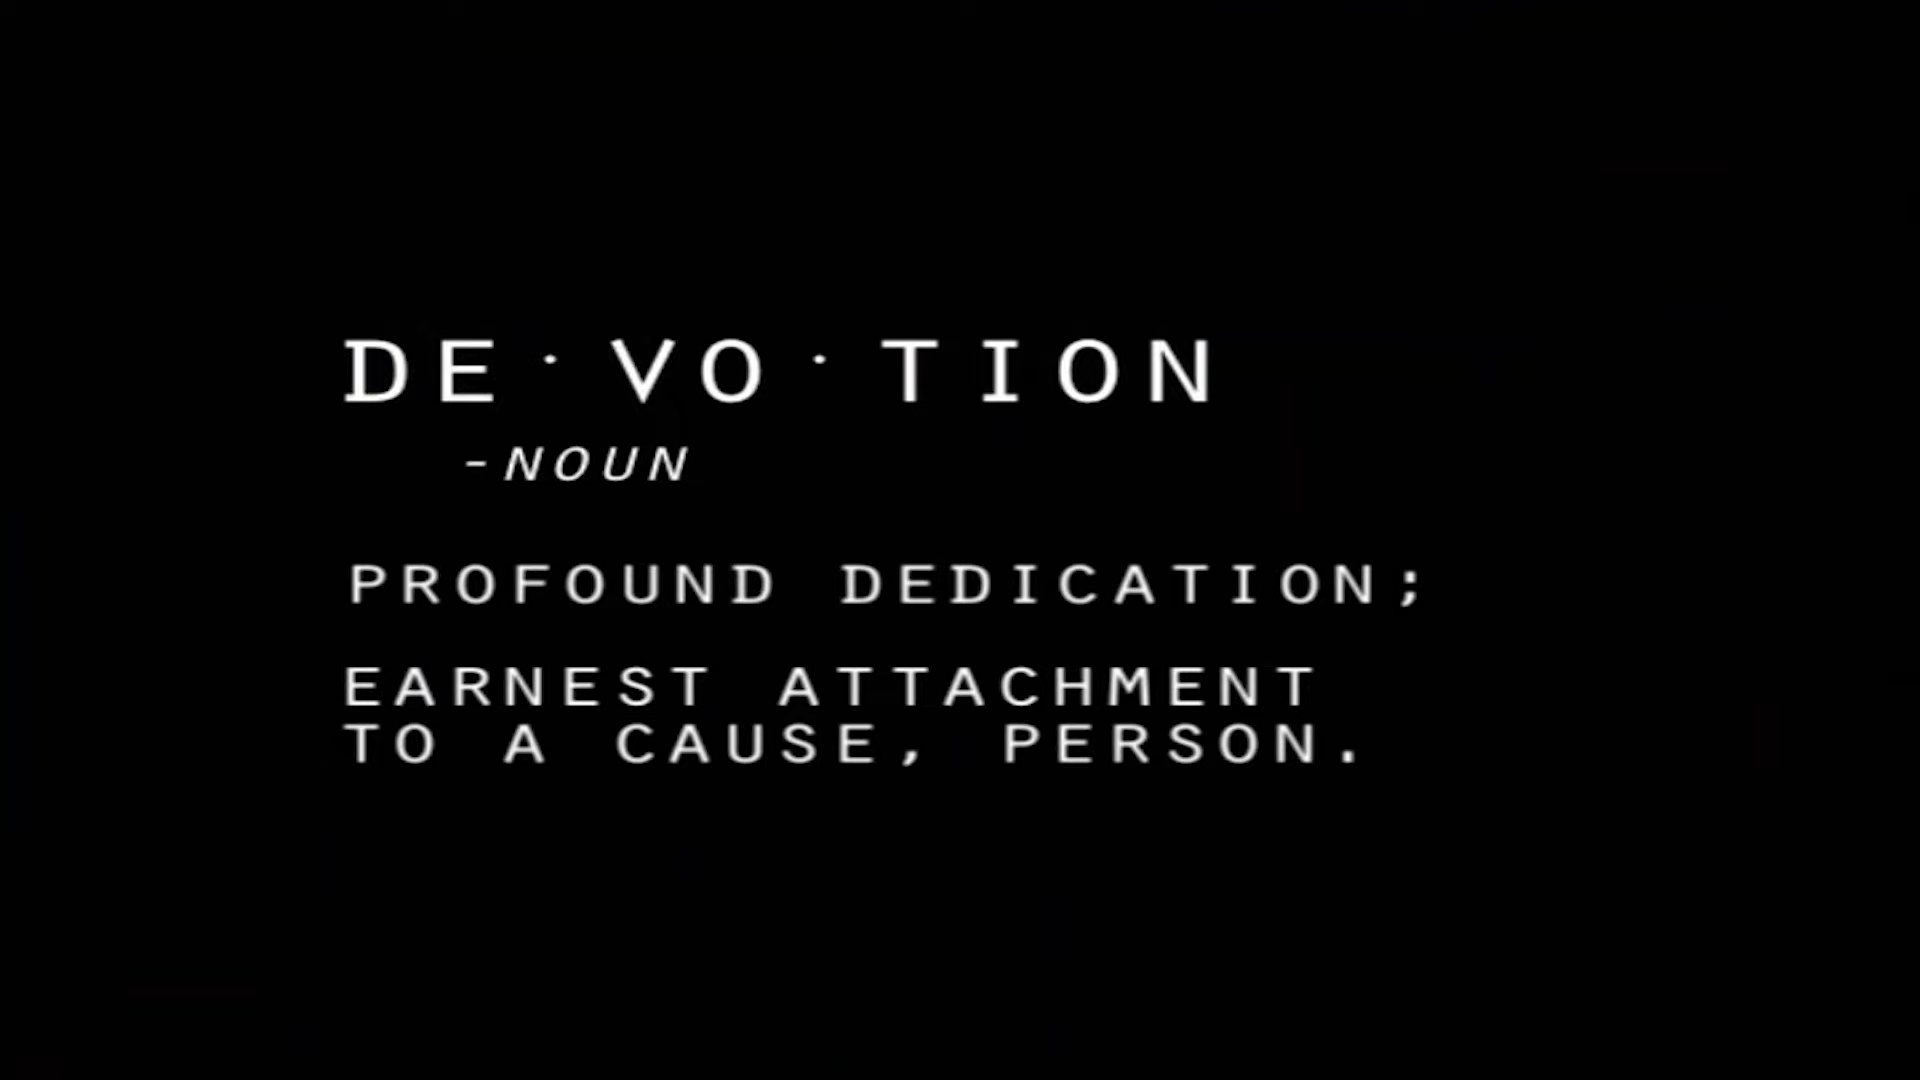 DE·VO·TION
-NOUN
PROFOUND DEDICATION;
EARNEST ATTACHMENT
TO A CAUSE, PERSON.